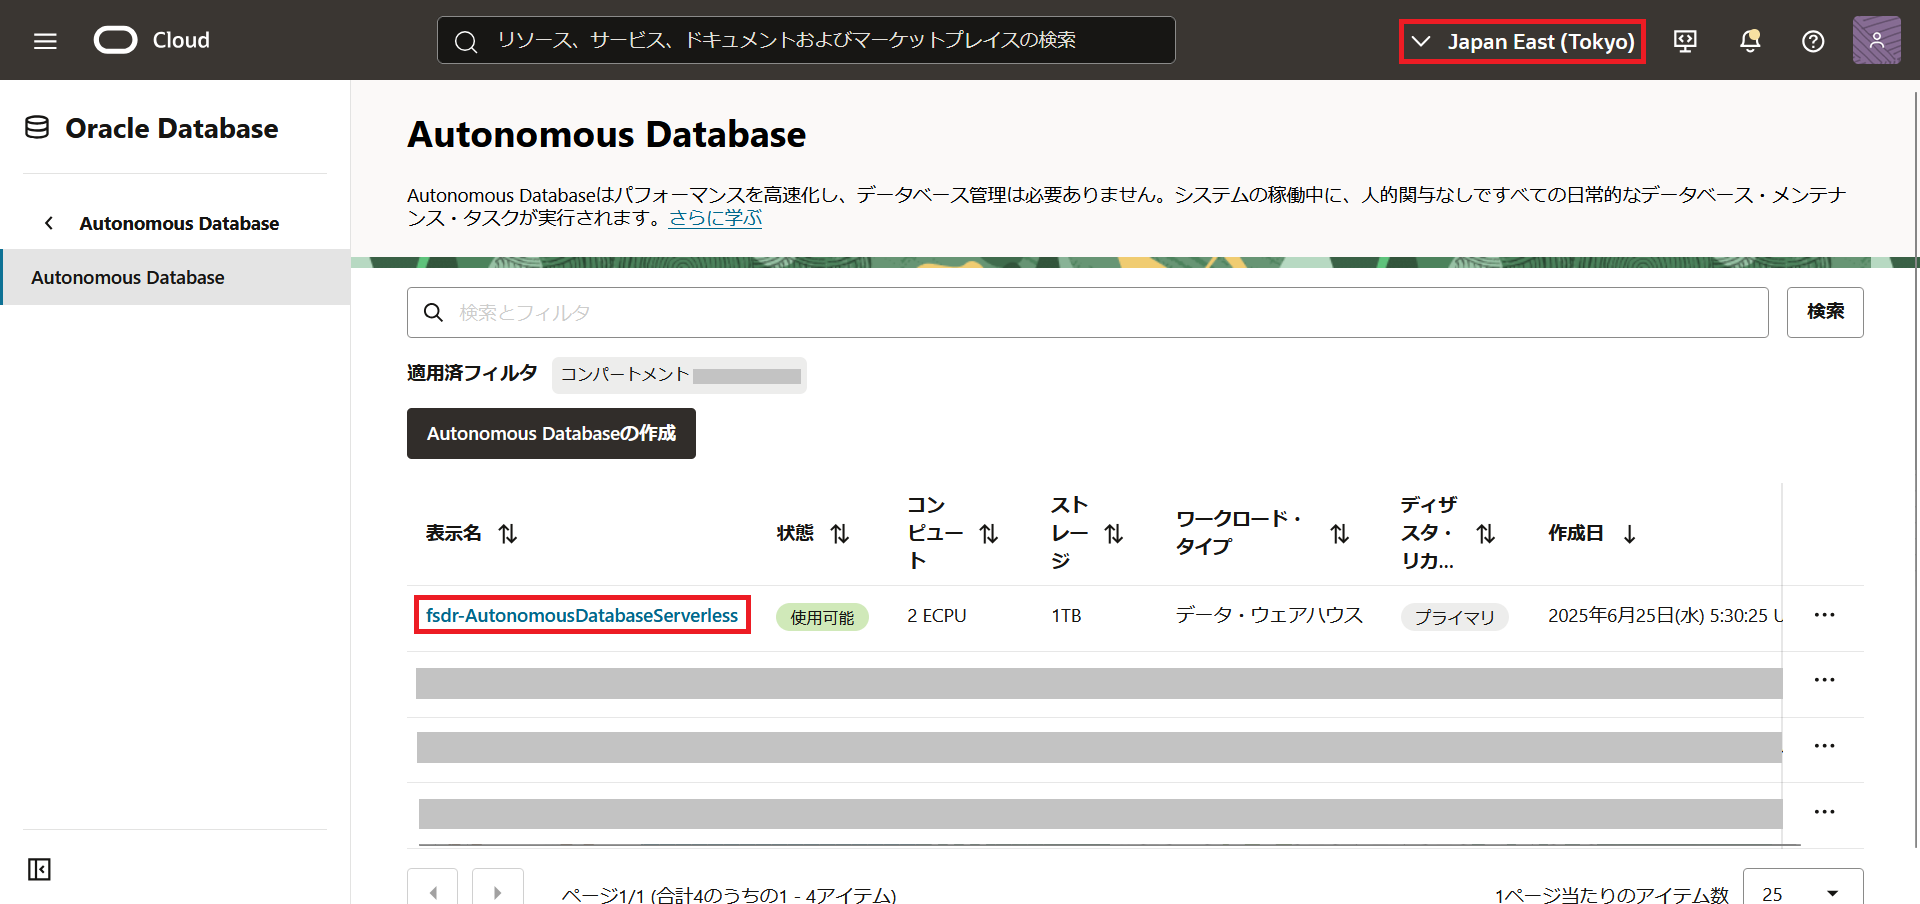 Cloud
リソース、サービス、ドキュメントおよびマーケットプレイスの検索
Japan East (Tokyo)
Oracle Database
Autonomous Database
Autonomous Database
Autonomous Database
Autonomous Databaseはパフォーマンスを高速化し、データベース管理は必要ありません。システムの稼働中に、人的関与なしですべての日常的なデータベース・メンテナ
ンス・タスクが実行されます。さらに学ぶ
検索とフィルタ
検索
適用済フィルタ
コンパートメント
Autonomous Databaseの作成
表示名
状態
コン
ピュー
ト
ストレ
ージ
ワークロード・
タイプ
ディザ
スタ・
リカ...
作成日
fsdr-AutonomousDatabaseServerless
使用可能
2 ECPU
1TB
データ・ウェアハウス
プライマリ
2025年6月25日(水) 5:30:25 U
ページ1/1 (合計4のうちの1 - 4アイテム)
1ページ当たりのアイテム数
25